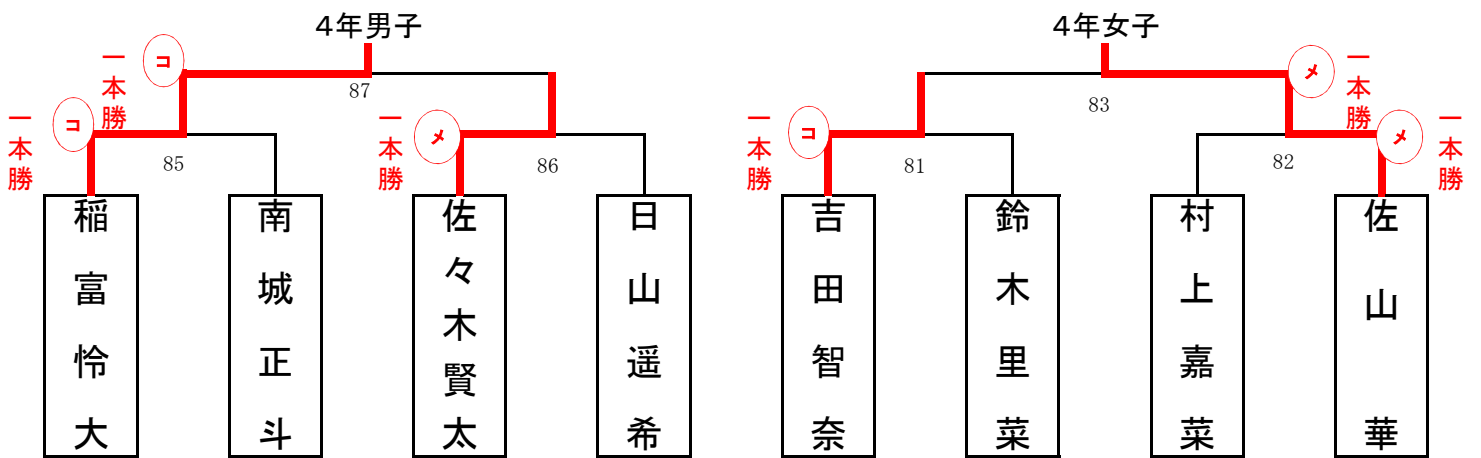 ４年男子
４年女子
一本勝
コ
87
一本勝
コ
85
一本勝
メ
86
稲富怜大
南城正斗
佐々木賢太
日山遥希
メ
一本勝
83
一本勝
コ
81
82
メ
一本勝
吉田智奈
鈴木里菜
村上嘉菜
佐山華